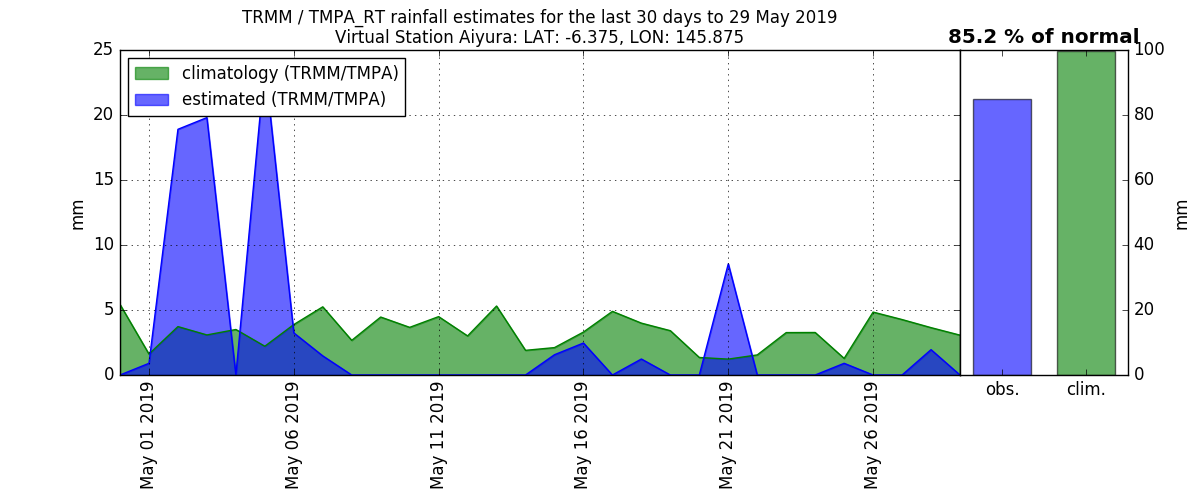 TRMM / TMPA_RT rainfall estimates for the last 30 days to 29 May 2019
Virtual Station Aiyura: LAT: -6.375, LON: 145.875
85.2 % of normal
climatology (TRMM/TMPA)
estimated (TRMM/TMPA)
25
20
15
10
5
0
mm
May 01 2019
May 06 2019
May 11 2019
May 16 2019
May 21 2019
May 26 2019
obs.
clim.
100
80
60
40
20
0
mm